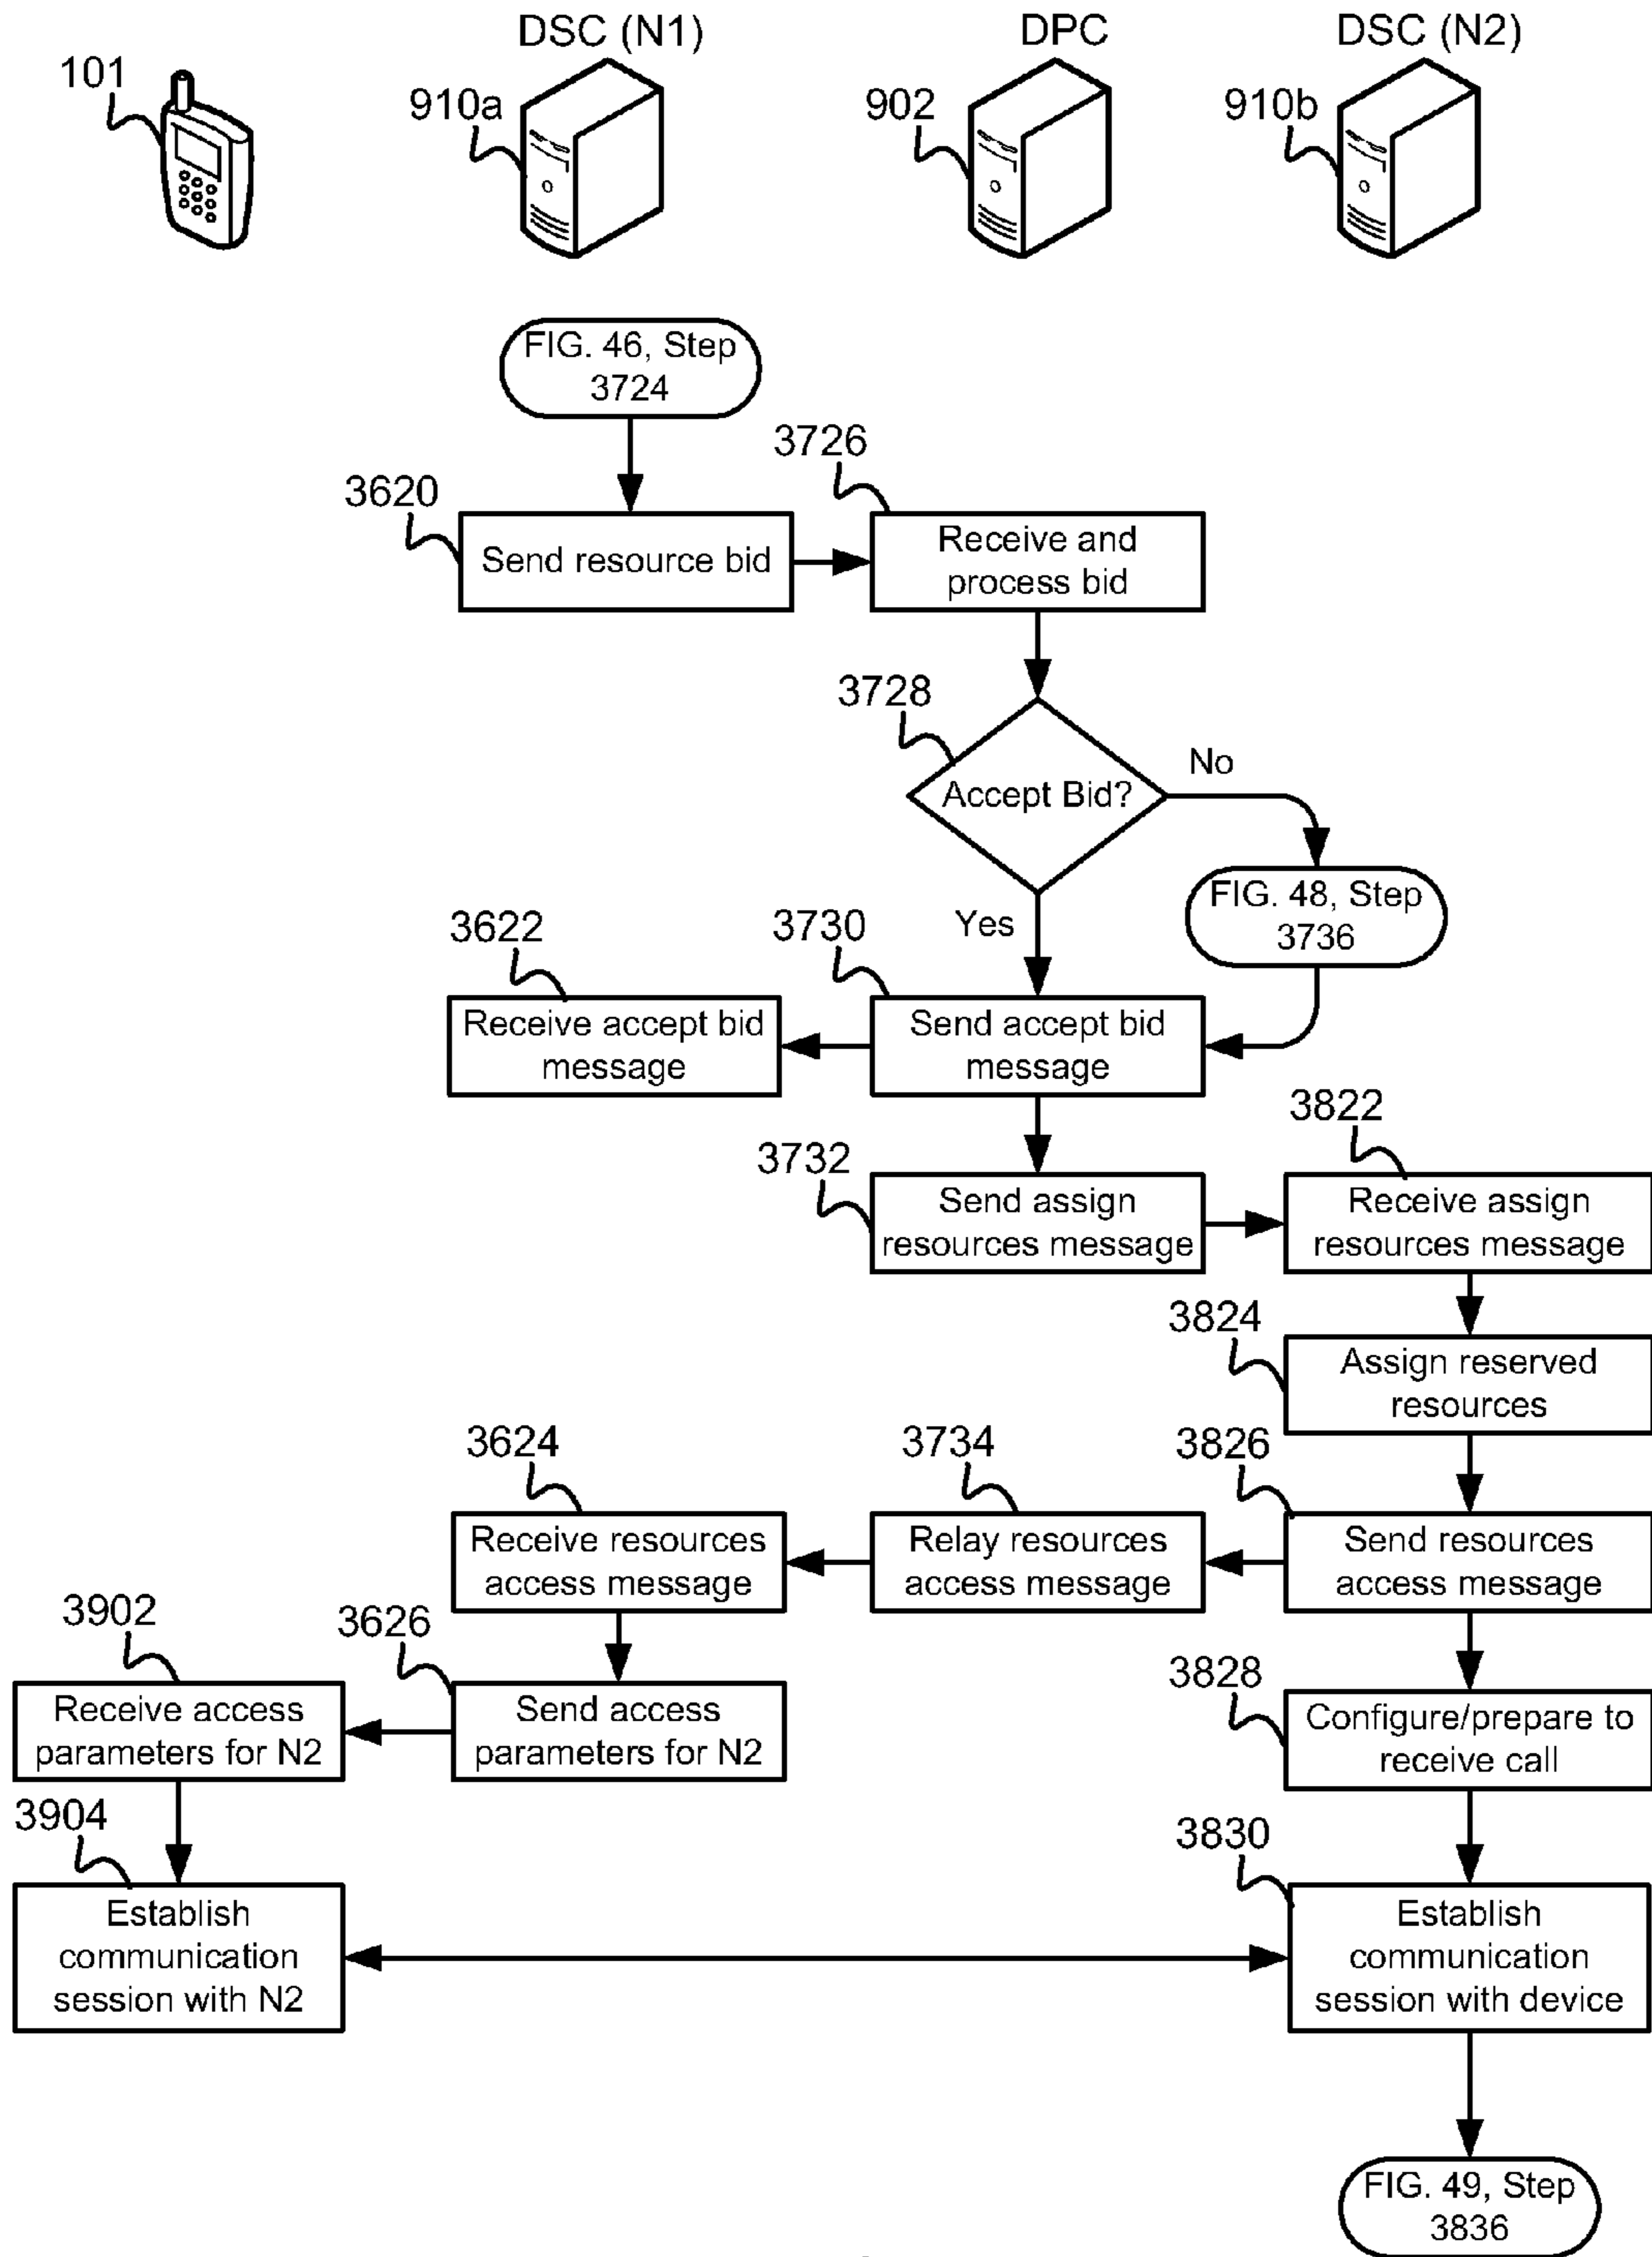 DSC (N1)
DPC
DSC (N2)
101
910a
902
910b
FIG. 46, Step
3724
3726
3620
Send resource bid
Receive and
process bid
3728
No
Accept Bid?
FIG. 48, Step
3736
Yes
3622
3730
Receive accept bid
message
Send accept bid
message
3822
3732
Send assign
resources message
Receive assign
resources message
3824
Assign reserved
resources
3624
3734
3826
Receive resources
access message
Relay resources
access message
Send resources
access message
3902
3626
3828
Receive access
parameters for N2
Send access
parameters for N2
Configure/prepare to
receive call
3904
3830
Establish
communication
session with N2
Establish
communication
session with device
FIG. 49, Step
3836